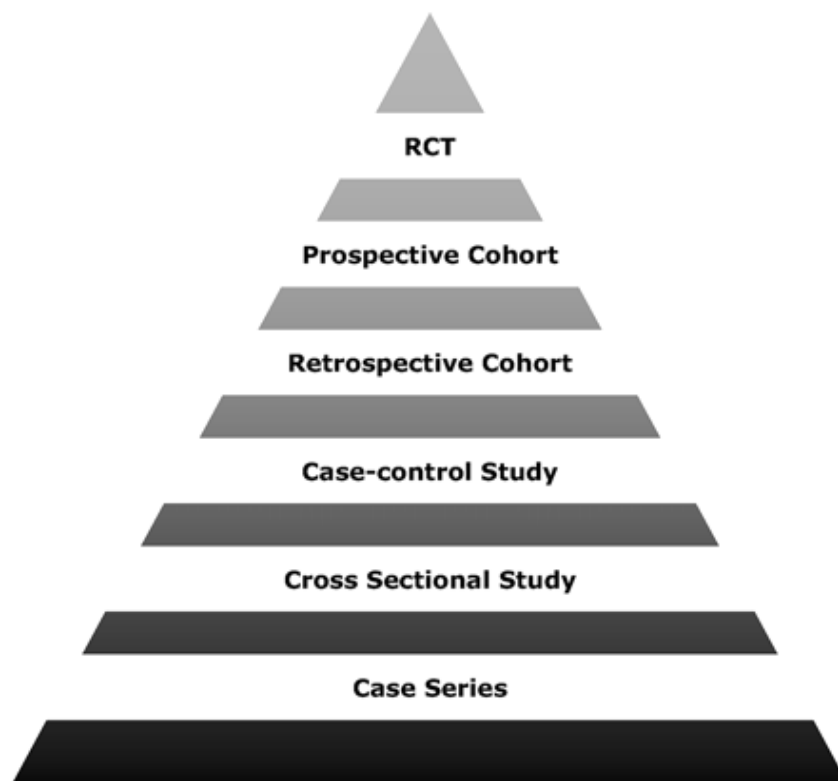 RCT
Prospective Cohort
Retrospective Cohort
Case-control Study
Cross Sectional Study
Case Series